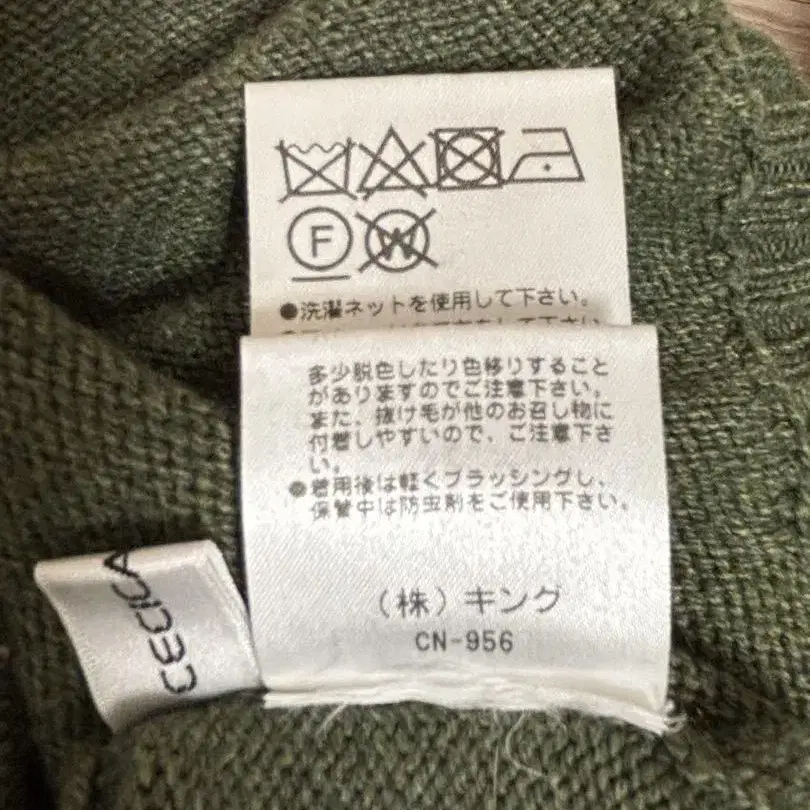 F
W
●洗濯ネットを使用して下さい。
多少脱色したり色移りすること
がありますのでご注意下さい。
また、抜け毛が他のお召し物に
付着しやすいので、ご注意下さ
い。
●着用後は軽くブラッシングし、
保管中は防虫剤をご使用下さい。
(株)キング
CN-956
CECICA